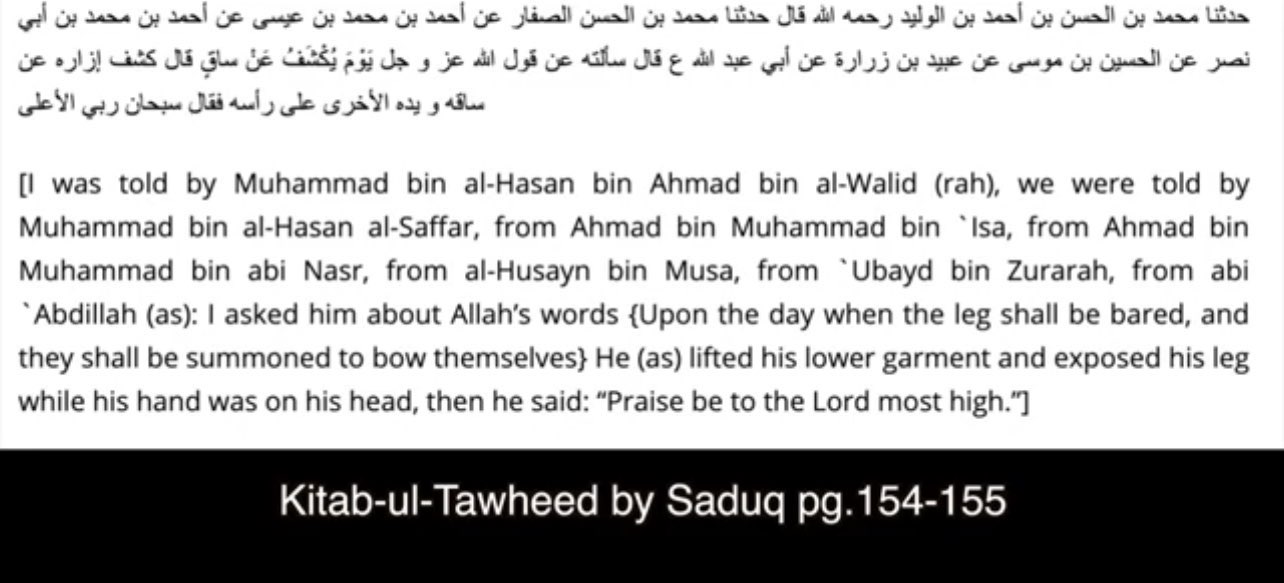 حدثنا محمد بن الحسن بن أحمد بن الوليد رحمه الله قال حدثنا محمد بن الحسن الصفار عن أحمد بن محمد بن عيسى عن أحمد بن محمد بن أبي
نصر عن الحسين بن موسى عن عبيد بن زرارة عن أبي عبد الله ع قال سألته عن قول الله عز و جل يَوْمَ يُكْشَفُ عَنْ ساقٍ قال كشف إزاره عن
ساقه و يده الأخرى على رأسه فقال سبحان ربي الأعلى
[I was told by Muhammad bin al-Hasan bin Ahmad bin al-Walid (rah), we were told by
Muhammad bin al-Hasan al-Saffar, from Ahmad bin Muhammad bin `Isa, from Ahmad bin
Muhammad bin abi Nasr, from al-Husayn bin Musa, from `Ubayd bin Zurarah, from abi
`Abdillah (as): I asked him about Allah’s words {Upon the day when the leg shall be bared, and
they shall be summoned to bow themselves} He (as) lifted his lower garment and exposed his leg
while his hand was on his head, then he said: “Praise be to the Lord most high.”]
Kitab-ul-Tawheed by Saduq pg.154-155